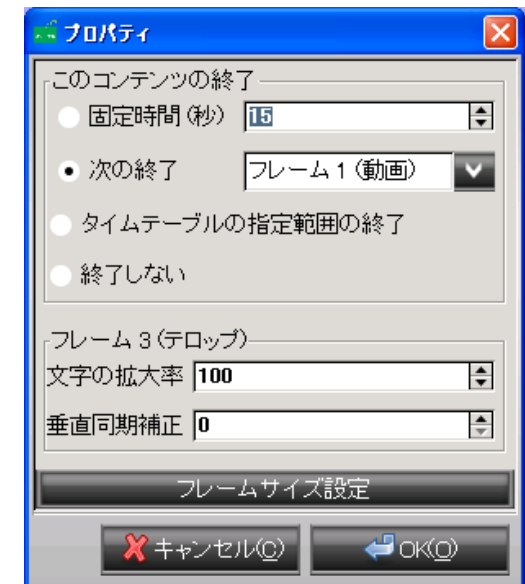 プロパティ
このコンテンツの終了
固定時間(秒) 15
次の終了 フレーム1(動画)
タイムテーブルの指定範囲の終了
終了しない
フレーム3(テロップ)
文字の拡大率 100
垂直同期補正 0
フレームサイズ設定
キャンセル(C) OK(O)